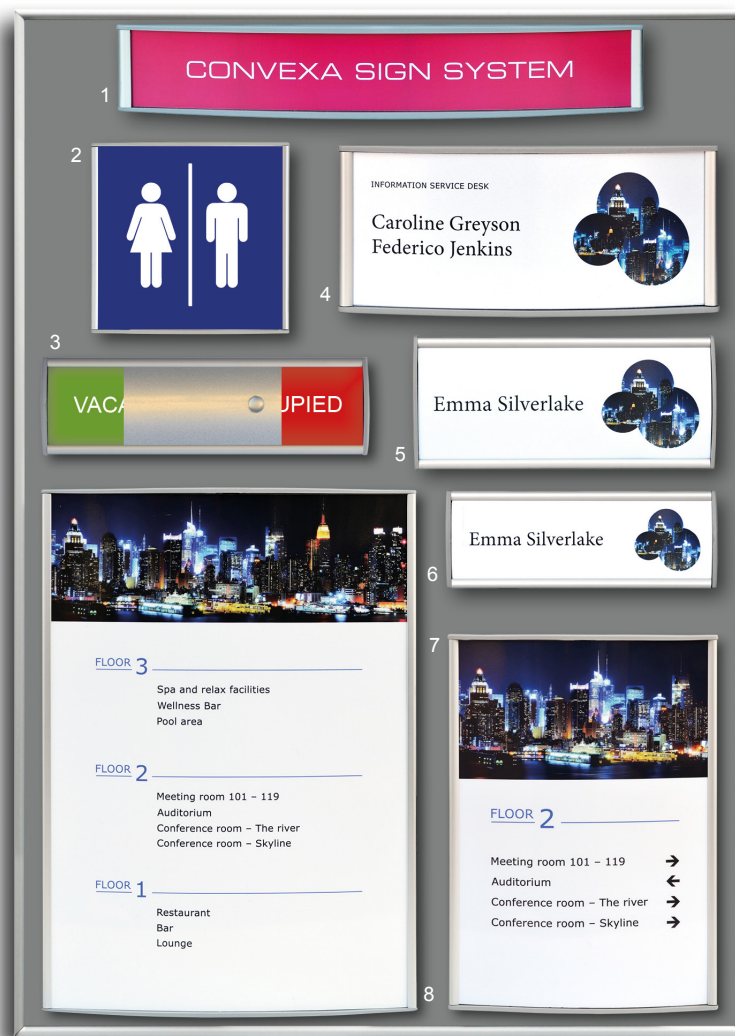 CONVEXA SIGN SYSTEM
1
2
INFORMATION SERVICE DESK
Caroline Greyson
Federico Jenkins
4
3
VACA
UPIED
Emma Silverlake
5
Emma Silverlake
6
FLOOR 3
Spa and relax facilities
Wellness Bar
Pool area
FLOOR 2
Meeting room 101 – 119
Auditorium
Conference room – The river
Conference room – Skyline
FLOOR 1
Restaurant
Bar
Lounge
7
FLOOR 2
Meeting room 101 – 119 →
Auditorium ←
Conference room – The river →
Conference room – Skyline →
8